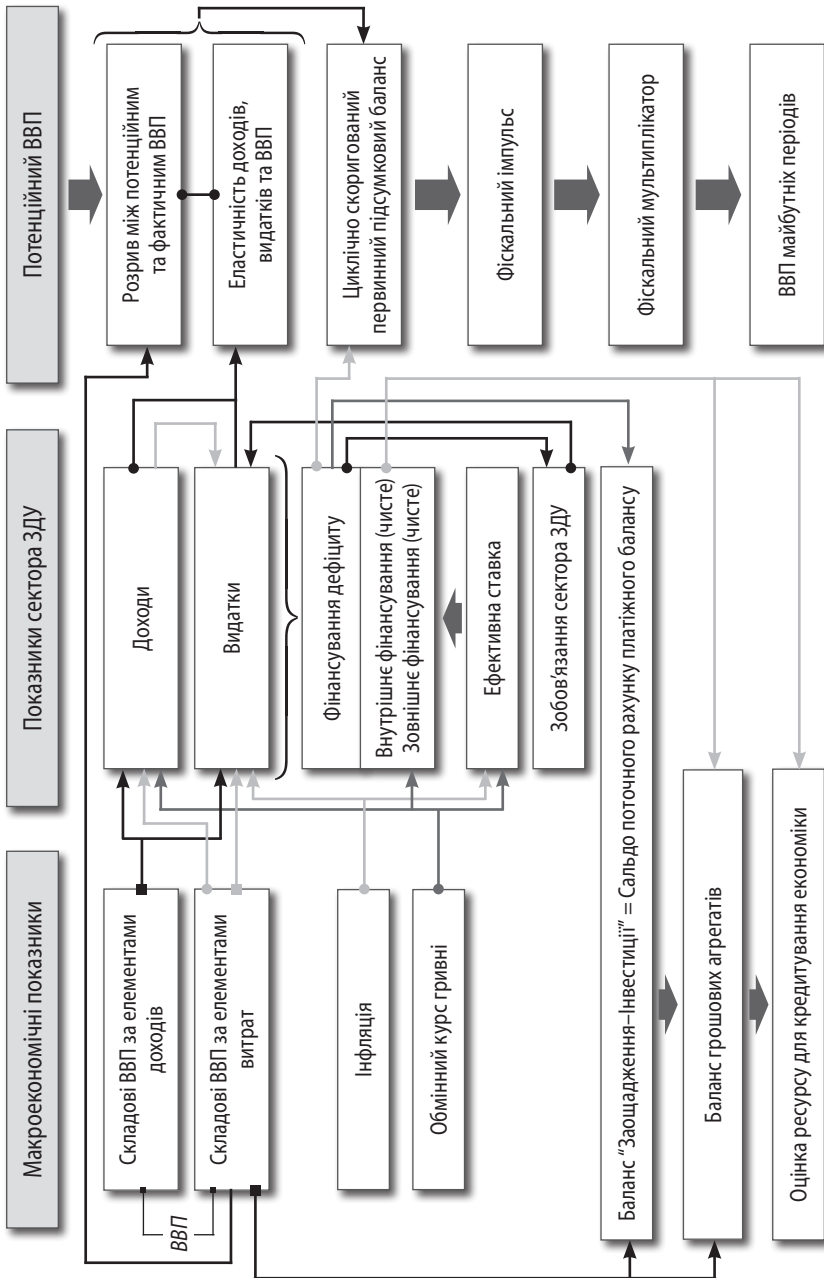 Макроекономічні показники
Показники сектора ЗДУ
Потенційний ВВП
ВВП
Складові ВВП за елементами
доходів
Складові ВВП за елементами
витрат
Інфляція
Обмінний курс гривні
Доходи
Видатки
Фінансування дефіциту
Внутрішнє фінансування (чисте)
Зовнішнє фінансування (чисте)
Ефективна ставка
Зобов'язання сектора ЗДУ
Розрив між потенційним
та фактичним ВВП
Еластичність доходів,
видатків та ВВП
Циклічно скоригований
первинний підсумковий баланс
Фіскальний імпульс
Фіскальний мультиплікатор
ВВП майбутніх періодів
Баланс “Заощадження–Інвестиції” = Сальдо поточного рахунку платіжного балансу
Баланс грошових агрегатів
Оцінка ресурсу для кредитування економіки